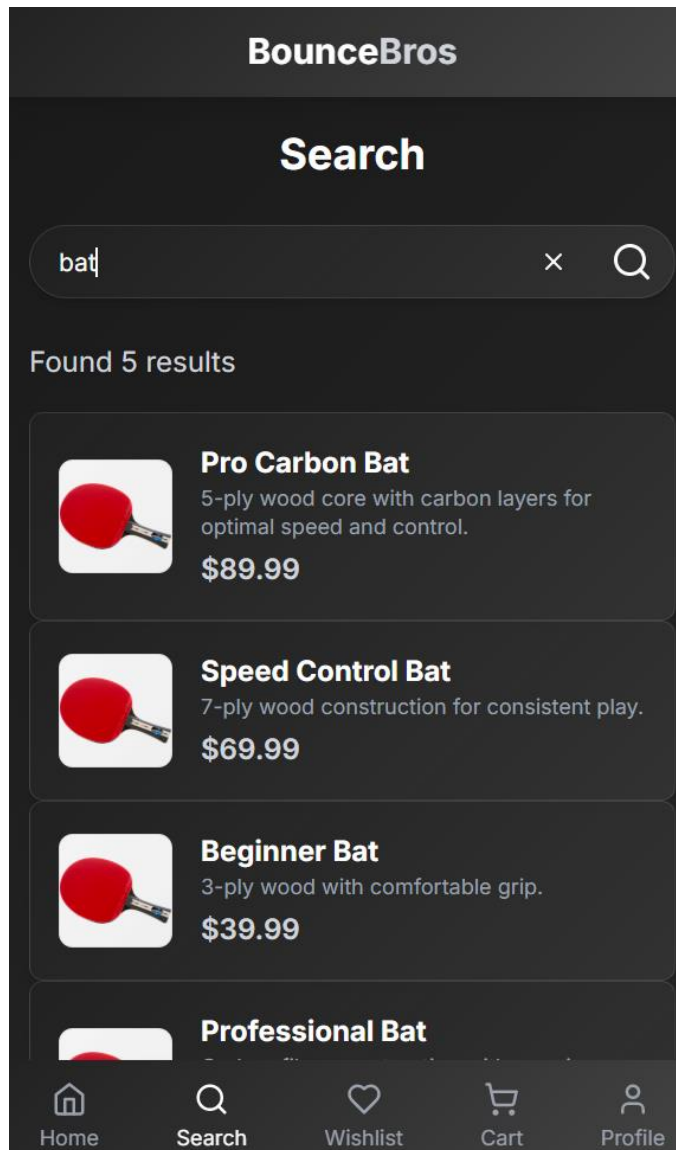 BounceBros
Search
bat
Found 5 results
Pro Carbon Bat
5-ply wood core with carbon layers for
optimal speed and control.
$89.99
Speed Control Bat
7-ply wood construction for consistent play.
$69.99
Beginner Bat
3-ply wood with comfortable grip.
$39.99
Professional Bat
Home
Search
Wishlist
Cart
Profile